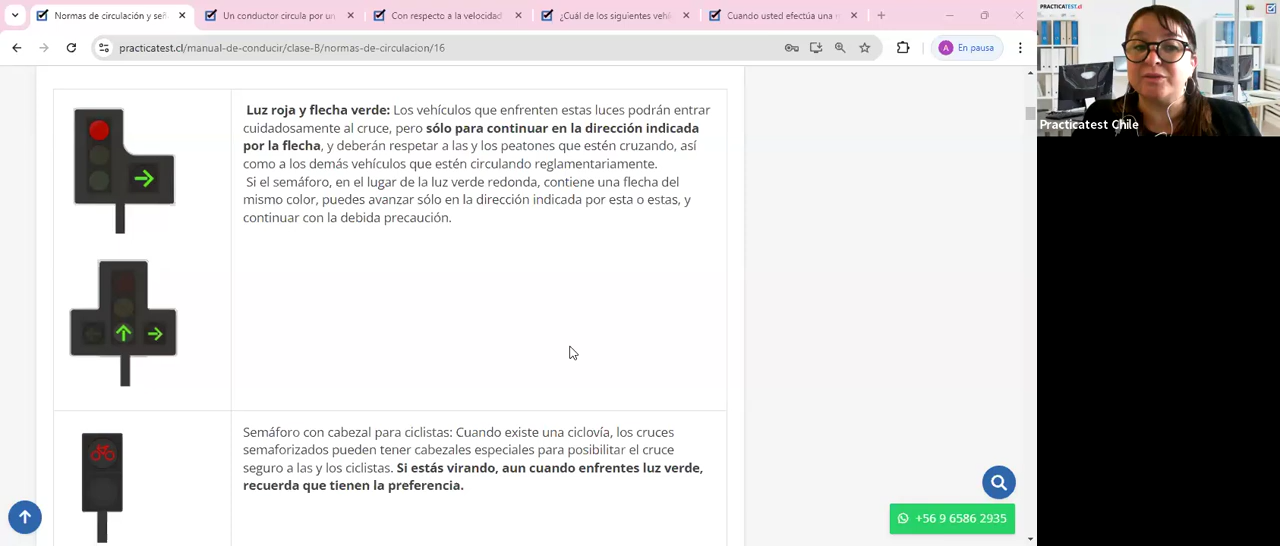 Normas de circulación y señ
Un conductor circula por un
Con respecto a la velocidad
¿Cuál de los siguientes vehí
Cuando usted efectúa una
practicatest.cl/manual-de-conducir/clase-B/normas-de-circulacion/16
A En pausa
PRACTICATEST.cl
Practicatest Chile
Luz roja y flecha verde: Los vehículos que enfrenten estas luces podrán entrar
cuidadosamente al cruce, pero sólo para continuar en la dirección indicada
por la flecha, y deberán respetar a las y los peatones que estén cruzando, así
como a los demás vehículos que estén circulando reglamentariamente.
Si el semáforo, en el lugar de la luz verde redonda, contiene una flecha del
mismo color, puedes avanzar sólo en la dirección indicada por esta o estas, y
continuar con la debida precaución.
Semáforo con cabezal para ciclistas: Cuando existe una ciclovía, los cruces
semaforizados pueden tener cabezales especiales para posibilitar el cruce
seguro a las y los ciclistas. Si estás virando, aun cuando enfrentes luz verde,
recuerda que tienen la preferencia.
+56 9 6586 2935